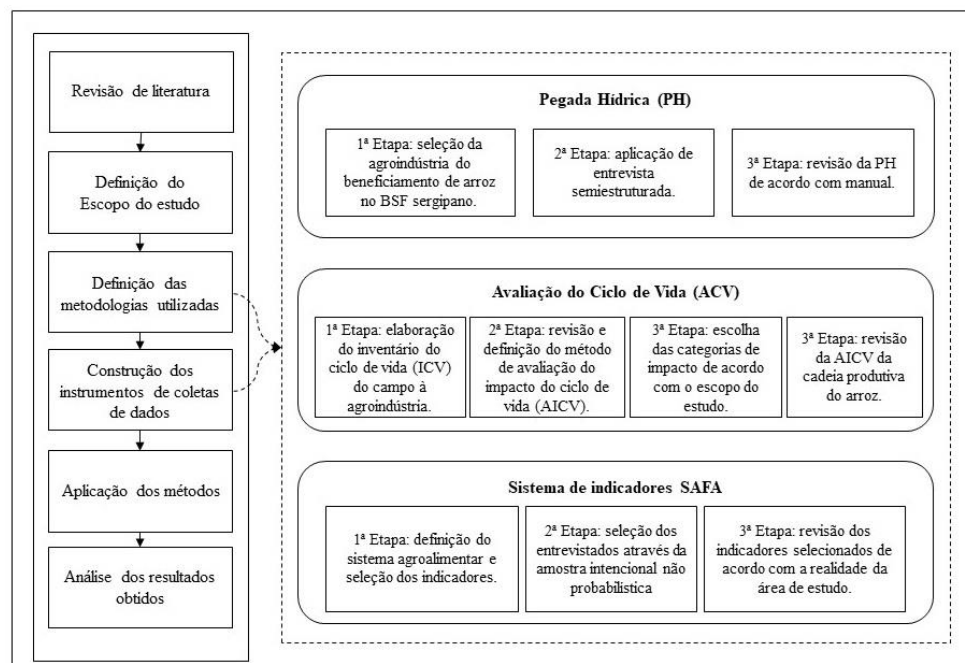 Revisão de literatura
Definição do
Escopo do estudo
Definição das
metodologias utilizadas
Construção dos
instrumentos de coletas
de dados
Aplicação dos métodos
Análise dos resultados
obtidos
Pegada Hídrica (PH)
1ª Etapa: seleção da
agroindústria do
beneficiamento de arroz
no BSF sergipano.
2ª Etapa: aplicação de
entrevista
semiestruturada.
3ª Etapa: revisão da PH
de acordo com manual.
Avaliação do Ciclo de Vida (ACV)
1ª Etapa: elaboração
do inventário do
ciclo de vida (ICV)
do campo à
agroindústria.
2ª Etapa: revisão e
definição do método
de avaliação do
impacto do ciclo de
vida (AICV).
3ª Etapa: escolha
das categorias de
impacto de acordo
com o escopo do
estudo.
3ª Etapa: revisão
da AICV da
cadeia produtiva
do arroz.
Sistema de indicadores SAFA
1ª Etapa: definição do
sistema agroalimentar e
seleção dos indicadores.
2ª Etapa: seleção dos
entrevistados através da
amostra intencional não
probabilística
3ª Etapa: revisão dos
indicadores selecionados de
acordo com a realidade da
área de estudo.